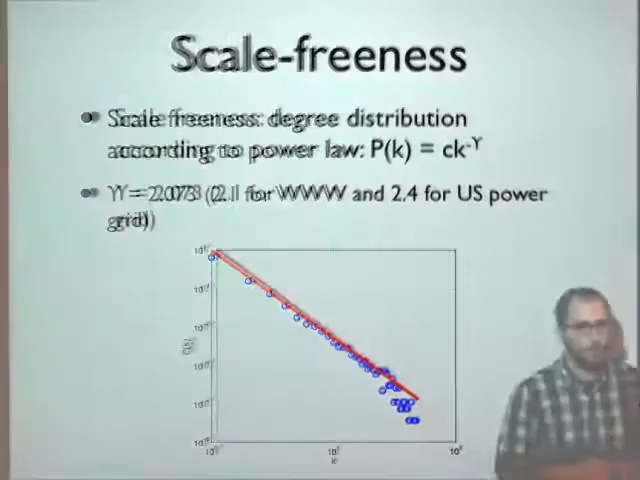 Scale-freeness
• Scale freeness: degree distribution
according to power law: P(k) = ck-γ
• γ = 2.073 (2.1 for WWW and 2.4 for US power
grid)